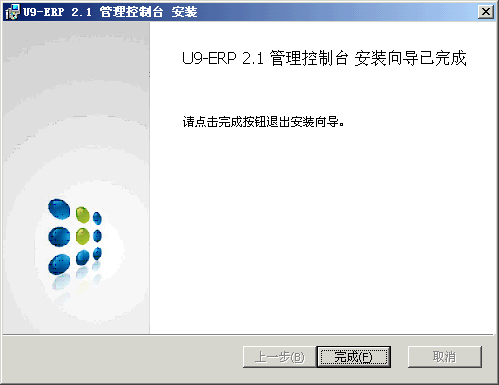 U9-ERP 2.1 管理控制台 安装
U9-ERP 2.1 管理控制台 安装向导已完成
请点击完成按钮退出安装向导。
上一步(B) 完成(F) 取消